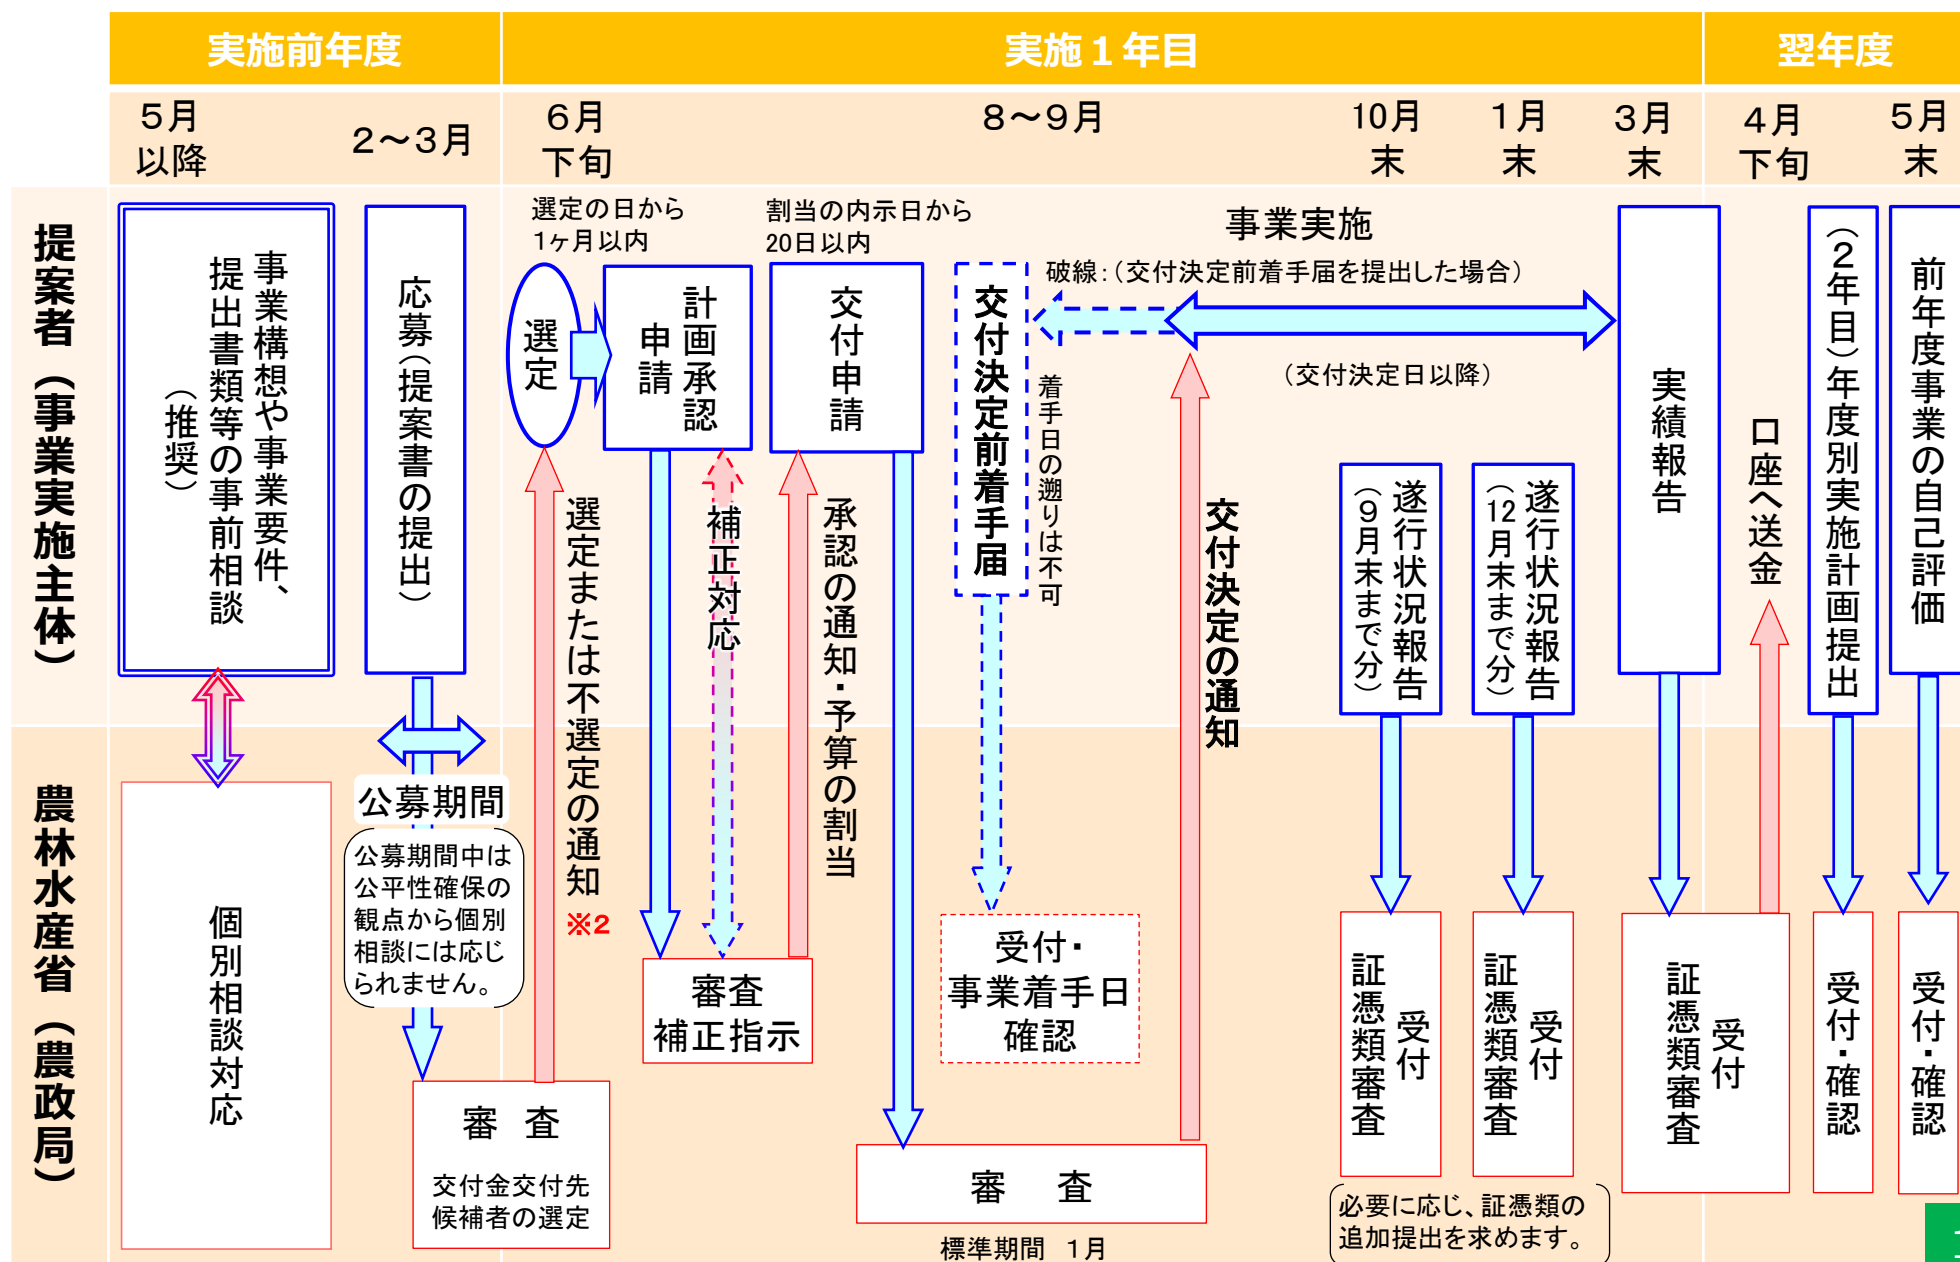 実施前年度
実施１年目
翌年度
５月
以降
２～３月
６月
下旬
８～９月
10月
末
１月
末
３月
末
４月
下旬
５月
末
提案者（事業実施主体）
事業構想や事業要件、
提出書類等の事前相談
（推奨）
応募（提案書の提出）
選定の日から
1ヶ月以内
選定
計画承認
申請
割当の内示日から
20日以内
交付申請
交付決定前着手届
着手日の遡りは不可
事業実施
破線：（交付決定前着手届を提出した場合）
（交付決定日以降）
遂行状況報告
（９月末まで分）
遂行状況報告
（12月末まで分）
実績報告
口座へ送金
（２年目）年度別実施計画提出
前年度事業の自己評価
選定または不選定の通知
※2
補正対応
承認の通知・予算の割当
交付決定の通知
農林水産省（農政局）
個別相談対応
公募期間
公募期間中は
公平性確保の
観点から個別
相談には応じ
られません。
審　査
交付金交付先
候補者の選定
審査
補正指示
受付・
事業着手日
確認
審　査
標準期間　１月
受付
証憑類審査
受付
証憑類審査
必要に応じ、証憑類の
追加提出を求めます。
受付
証憑類審査
受付・確認
受付・確認